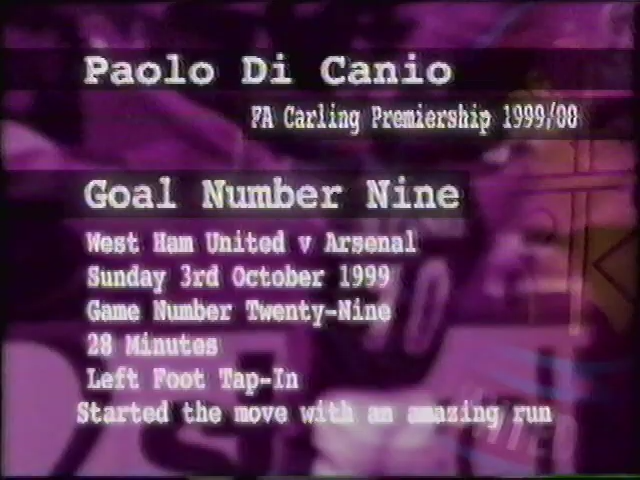 Paolo Di Canio
FA Carling Premiership 1999/00
Goal Number Nine
West Ham United v Arsenal
Sunday 3rd October 1999
Game Number Twenty-Nine
28 Minutes
Left Foot Tap-In
Started the move with an amazing run
10